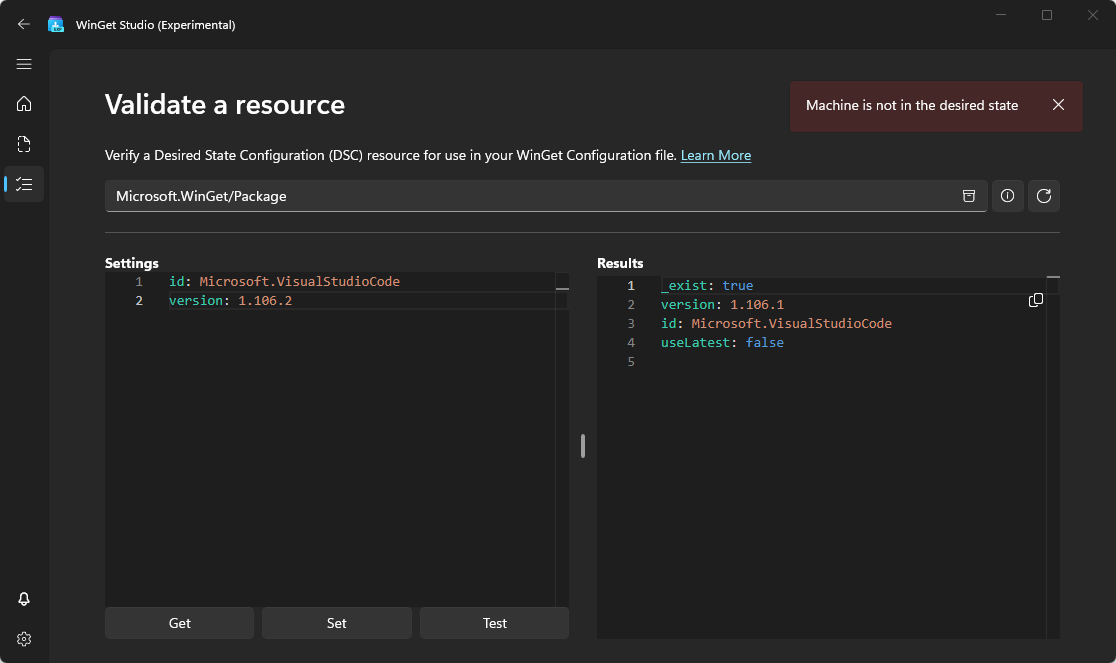 WinGet Studio (Experimental)
Validate a resource
Machine is not in the desired state
Verify a Desired State Configuration (DSC) resource for use in your WinGet Configuration file. Learn More
Microsoft.WinGet/Package
Settings
1 id: Microsoft.VisualStudioCode
2 version: 1.106.2
Get
Set
Test
Results
1 _exist: true
2 version: 1.106.1
3 id: Microsoft.VisualStudioCode
4 useLatest: false
5